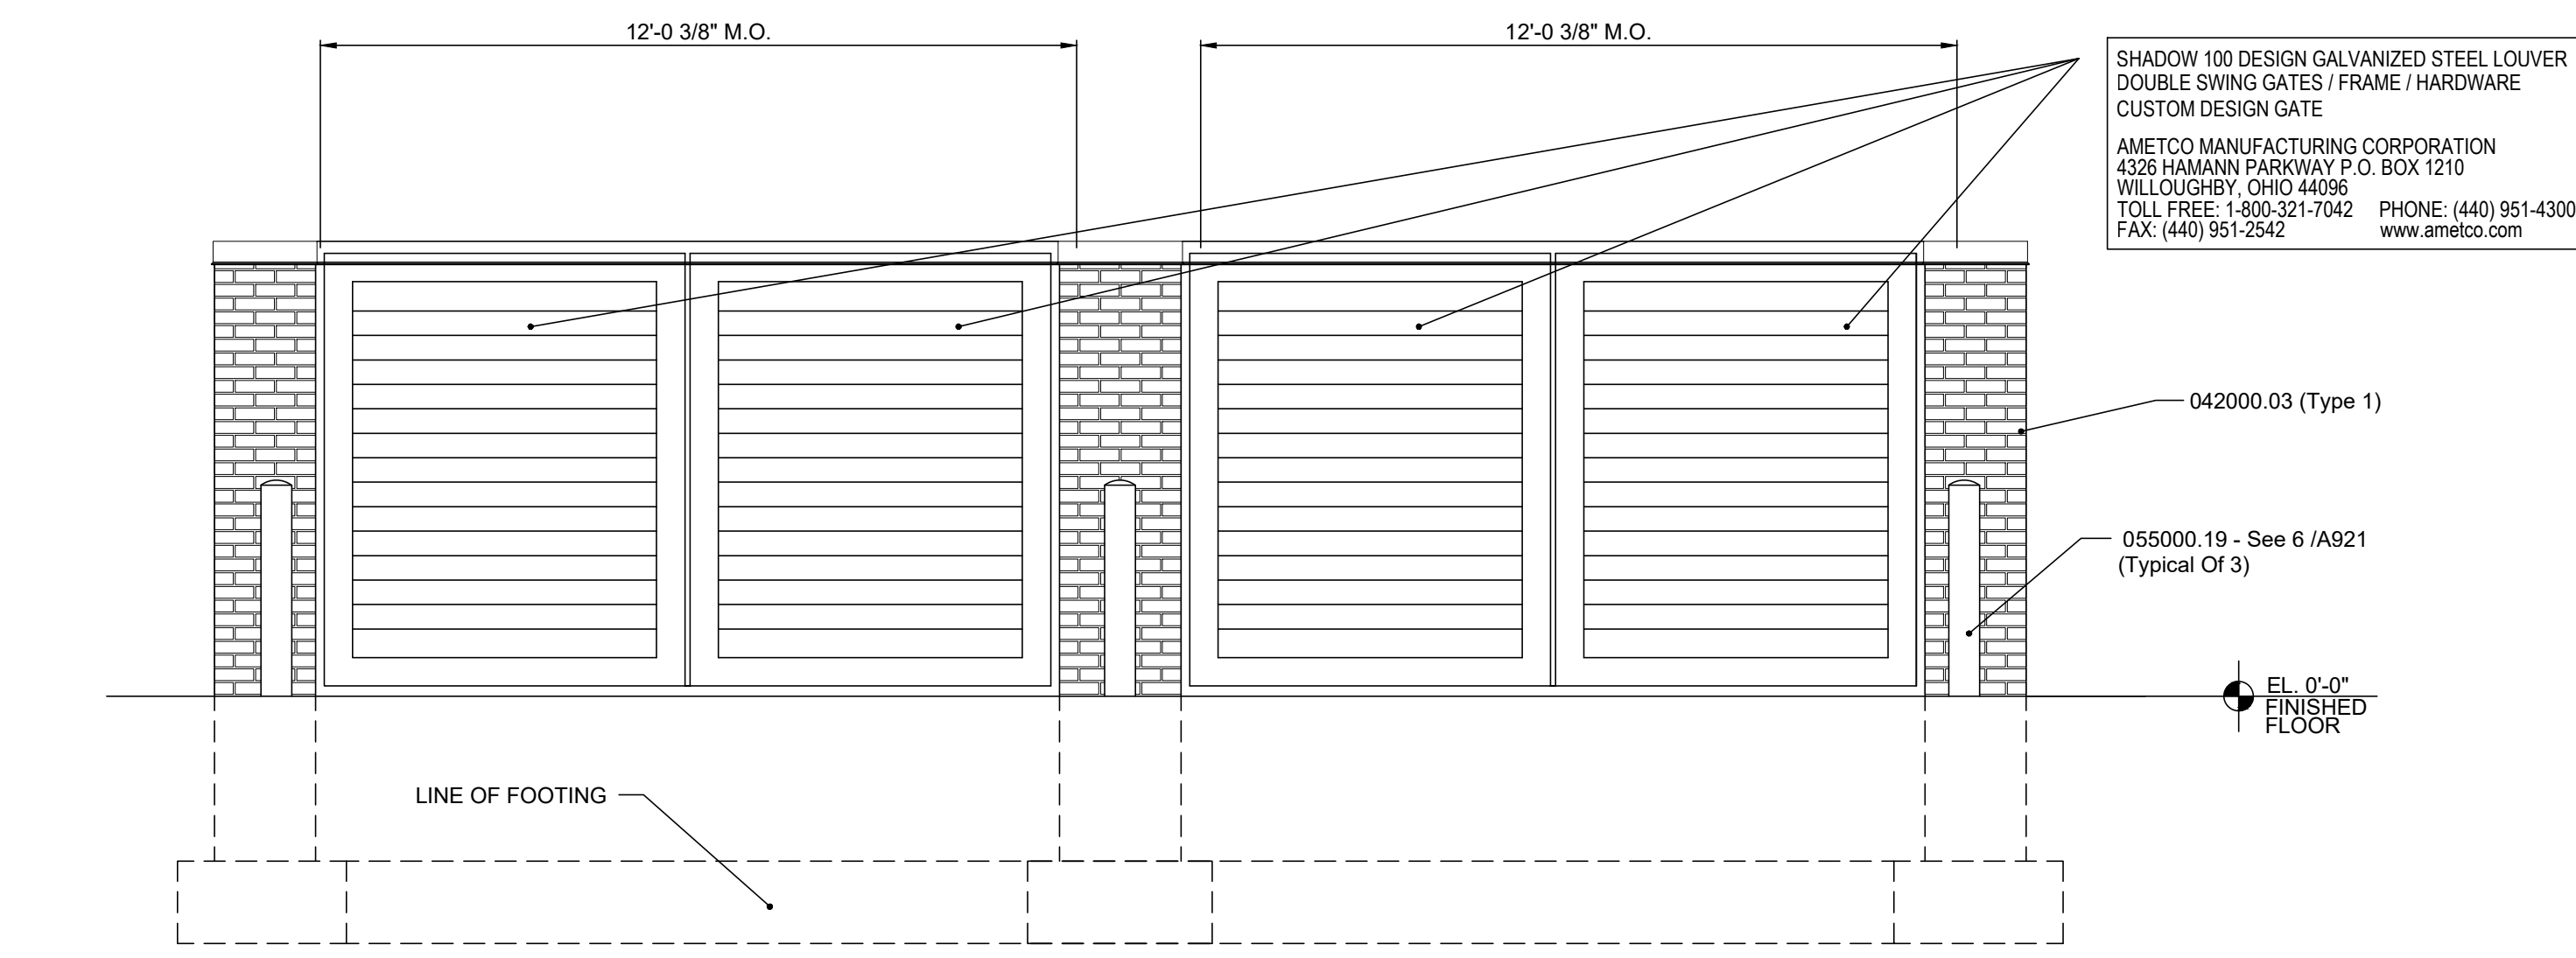 12'-0 3/8" M.O.
12'-0 3/8" M.O.
SHADOW 100 DESIGN GALVANIZED STEEL LOUVER
DOUBLE SWING GATES / FRAME / HARDWARE
CUSTOM DESIGN GATE
AMETCO MANUFACTURING CORPORATION
4326 HAMANN PARKWAY P.O. BOX 1210
WILLOUGHBY, OHIO 44096
TOLL FREE: 1-800-321-7042 PHONE: (440) 951-4300
FAX: (440) 951-2542 www.ametco.com
042000.03 (Type 1)
055000.19 - See 6 /A921
(Typical Of 3)
EL. 0'-0"
FINISHED
FLOOR
LINE OF FOOTING